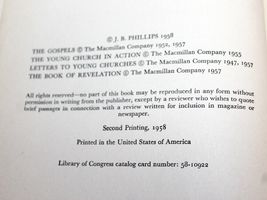 © J. B. PHILLIPS 1958
THE GOSPELS © The Macmillan Company 1952, 1957
THE YOUNG CHURCH IN ACTION © The Macmillan Company 1955
LETTERS TO YOUNG CHURCHES © The Macmillan Company 1947, 1957
THE BOOK OF REVELATION © The Macmillan Company 1957
All rights reserved—no part of this book may be reproduced in any form without
permission in writing from the publisher, except by a reviewer who wishes to quote
brief passages in connection with a review written for inclusion in magazine or
newspaper.
Second Printing, 1958
Printed in the United States of America
Library of Congress catalog card number: 58-10922